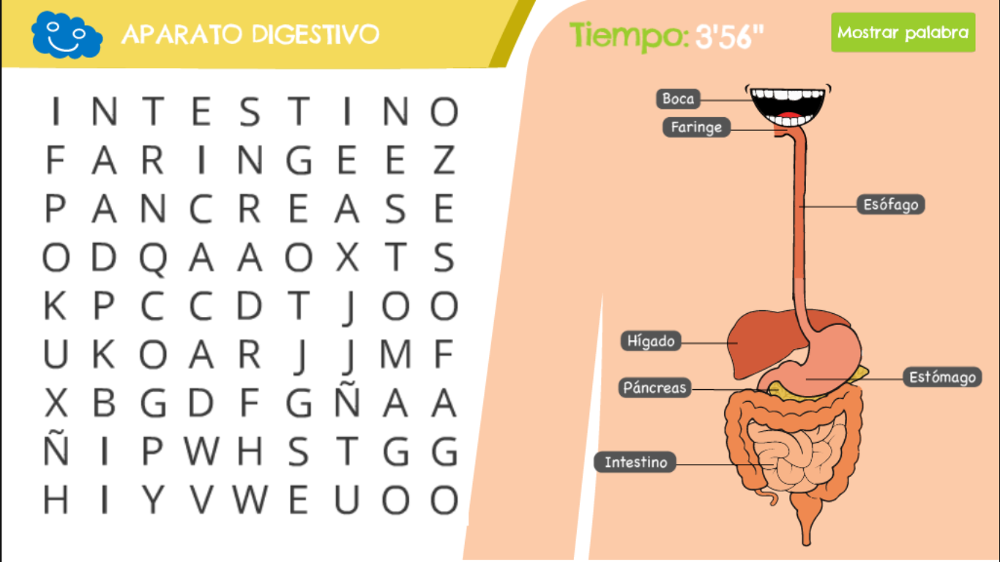 APARATO DIGESTIVO
Tiempo: 3'56"
Mostrar palabra
I N T E S T I N O
F A R I N G E E Z
P A N C R E A S E
O D Q A A O X T S
K P C C D T J O O
U K O A R J J M F
X B G D F G Ñ A A
Ñ I P W H S T G G
H I Y V W E U O O
Boca
Faringe
Esófago
Hígado
Páncreas
Estómago
Intestino